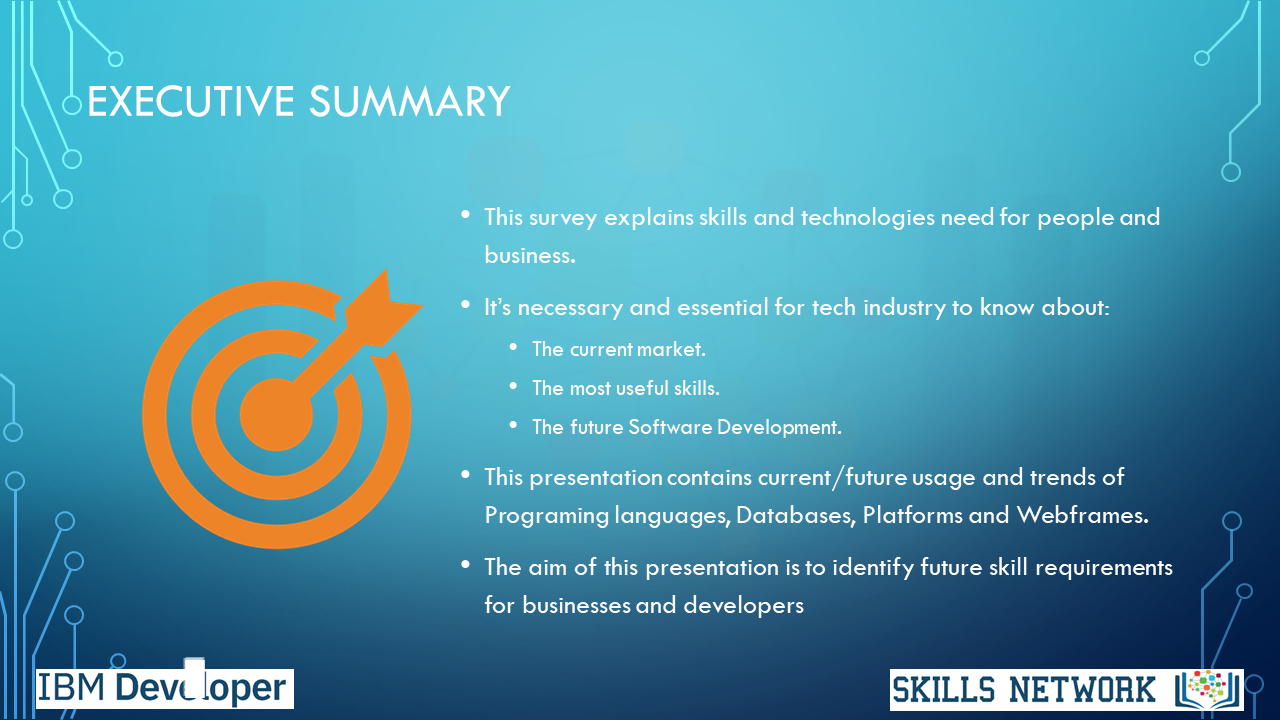 EXECUTIVE SUMMARY
• This survey explains skills and technologies need for people and
business.
• It's necessary and essential for tech industry to know about:
• The current market.
• The most useful skills.
• The future Software Development.
• This presentation contains current/future usage and trends of
Programing languages, Databases, Platforms and Webframes.
• The aim of this presentation is to identify future skill requirements
for businesses and developers
IBM Developer
SKILLS NETWORK